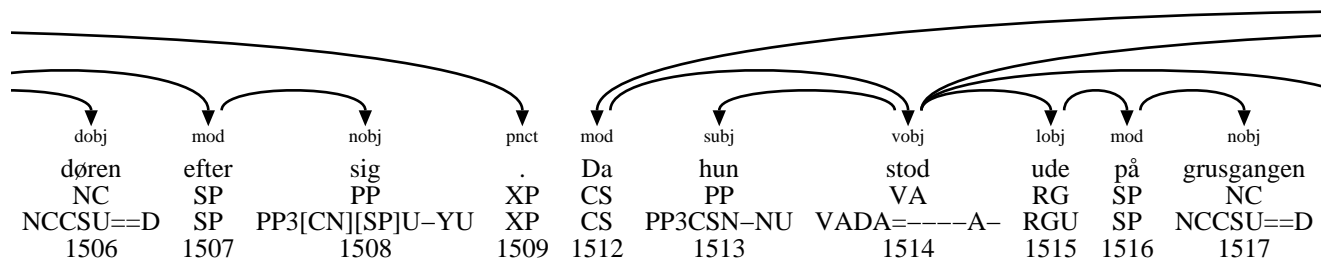 dobj mod nobj pnct mod subj vobj lobj mod nobj
døren efter sig . Da hun stod ude på grusgangen
NC SP PP XP CS PP VA RG SP NC
NCCSU==D SP PP3[CN][SP]U−YU XP CS PP3CSN−NU VADA=−−−−A− RGU SP NCCSU==D
1506 1507 1508 1509 1512 1513 1514 1515 1516 1517